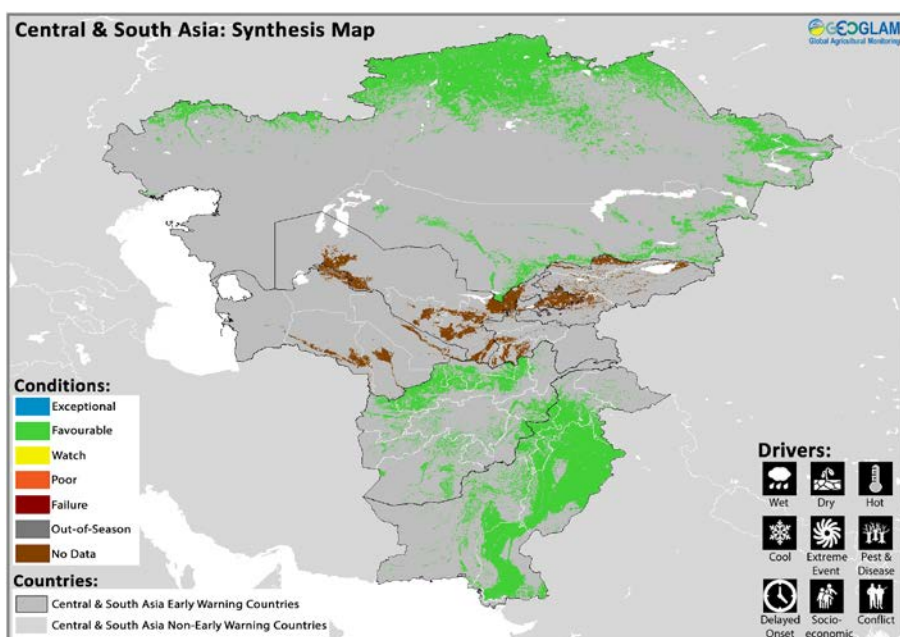 Central & South Asia: Synthesis Map
GEOGLAM
Global Agricultural Monitoring
Conditions:
Exceptional
Favourable
Watch
Poor
Failure
Out-of-Season
No Data
Countries:
Central & South Asia Early Warning Countries
Central & South Asia Non-Early Warning Countries
Drivers:
Wet
Dry
Hot
Cool
Extreme
Event
Pest &
Disease
Delayed
Onset
Socio-
economic
Conflict